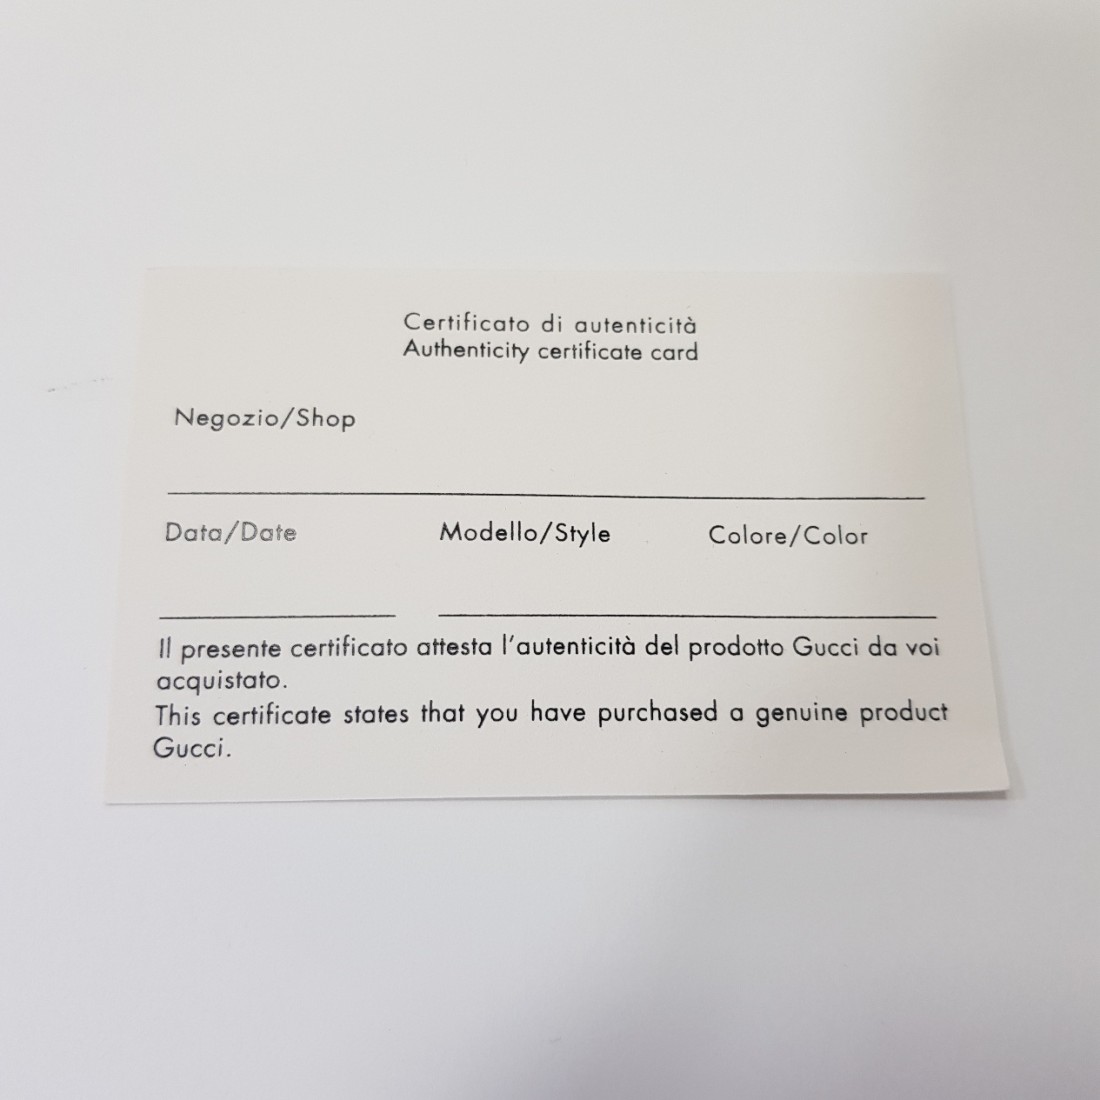 Certificato di autenticità
Authenticity certificate card
Negozio/Shop
Data/Date Modello/Style Colore/Color
Il presente certificato attesta l'autenticità del prodotto Gucci da voi
acquistato.
This certificate states that you have purchased a genuine product
Gucci.